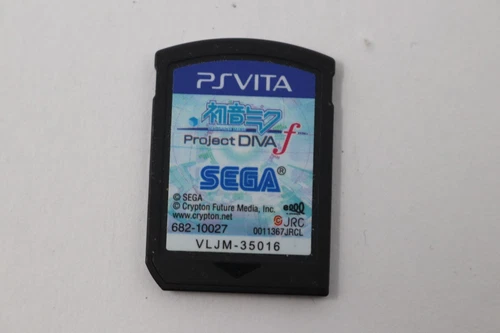 PSVITA
初音ミク
Project DIVA f
SEGA®
© SEGA
© Crypton Future Media, Inc.
www.crypton.net
JRC
682-10027
0011367JRCL
VLJM-35016